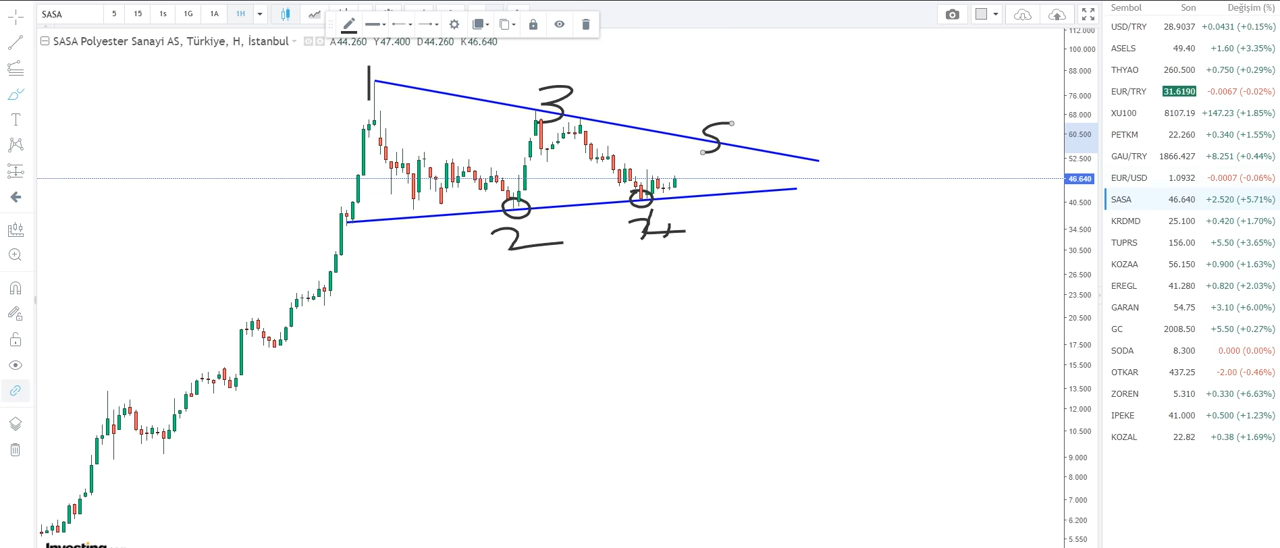 SASA 5 15 1s 1G 1A 1H
SASA Polyester Sanayi AS, Türkiye, H, İstanbul A44.260 Y47.400 D44.260 K46.640
1
2
3
4
5
T
112.000
100.000
88.000
76.000
68.000
60.500
52.500
46.640
40.500
34.500
30.500
26.500
23.500
20.500
17.500
15.500
13.500
12.000
10.500
9.000
8.000
7.000
6.200
5.550
Investing
Sembol Son Değişim (%)
USD/TRY 28.9037 +0.0431 (+0.15%)
ASELS 49.40 +1.60 (+3.35%)
THYAO 260.500 +0.750 (+0.29%)
EUR/TRY 31.6190 -0.0067 (-0.02%)
XU100 8107.19 +147.23 (+1.85%)
PETKM 22.260 +0.340 (+1.55%)
GAU/TRY 1866.427 +8.251 (+0.44%)
EUR/USD 1.0932 -0.0007 (-0.06%)
SASA 46.640 +2.520 (+5.71%)
KRDMD 25.100 +0.420 (+1.70%)
TUPRS 156.00 +5.50 (+3.65%)
KOZAA 56.150 +0.900 (+1.63%)
EREGL 41.280 +0.820 (+2.03%)
GARAN 54.75 +3.10 (+6.00%)
GC 2008.50 +5.50 (+0.27%)
SODA 8.300 0.000 (0.00%)
OTKAR 437.25 -2.00 (-0.46%)
ZOREN 5.310 +0.330 (+6.63%)
IPEKE 41.000 +0.500 (+1.23%)
KOZAL 22.82 +0.38 (+1.69%)